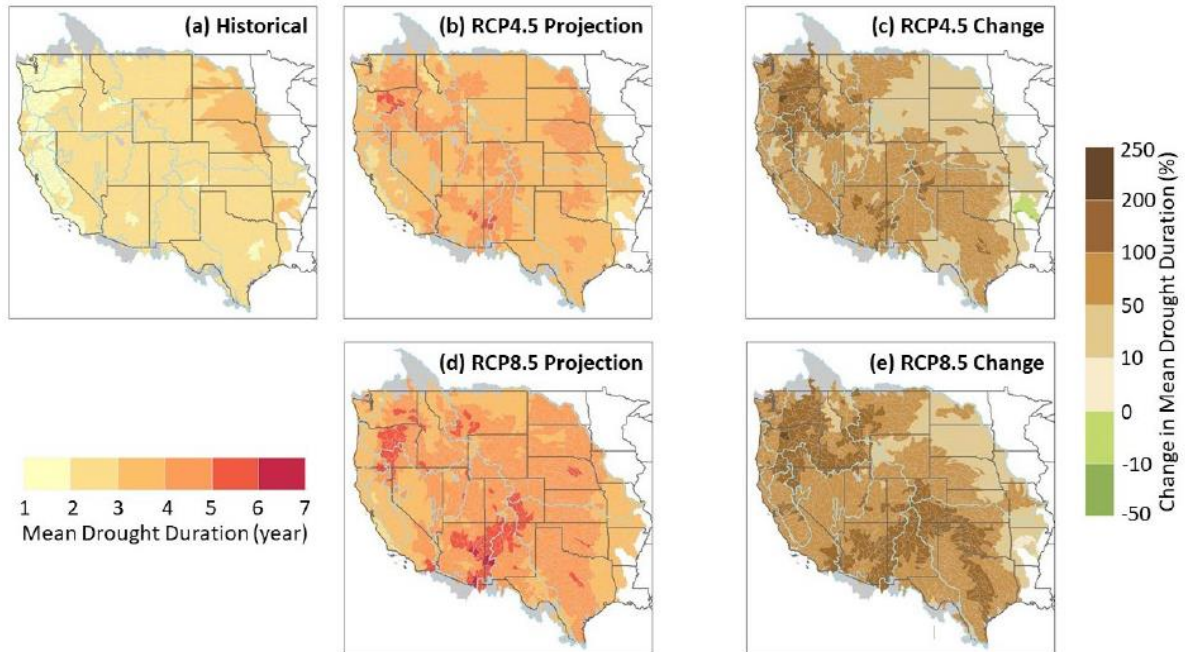 (a) Historical
(b) RCP4.5 Projection
(c) RCP4.5 Change
(d) RCP8.5 Projection
(e) RCP8.5 Change
1 2 3 4 5 6 7
Mean Drought Duration (year)
250
200
100
50
10
0
-10
-50
Change in Mean Drought Duration (%)